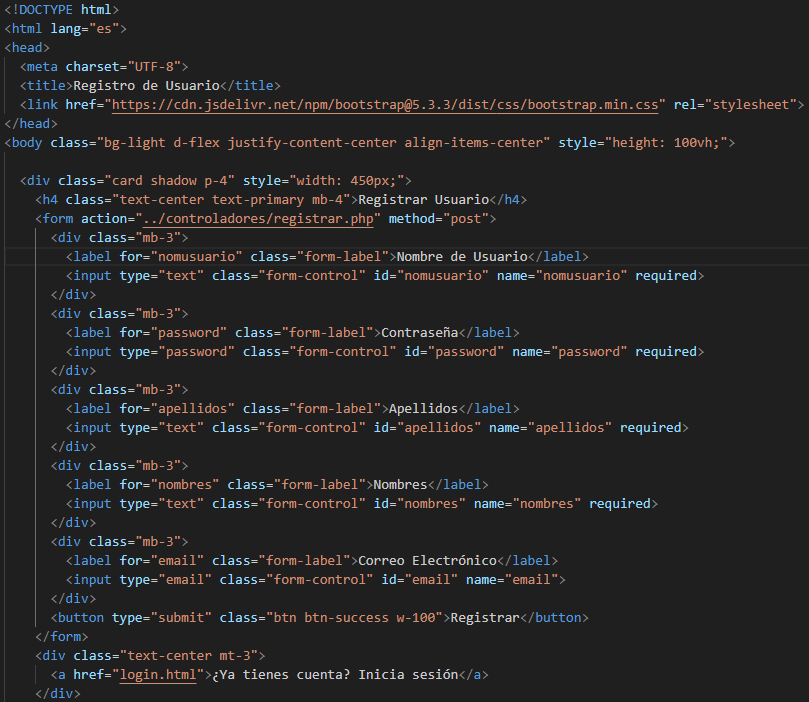 <!DOCTYPE html>
<html lang="es">
<head>
  <meta charset="UTF-8">
  <title>Registro de Usuario</title>
  <link href="https://cdn.jsdelivr.net/npm/bootstrap@5.3.3/dist/css/bootstrap.min.css" rel="stylesheet">
</head>
<body class="bg-light d-flex justify-content-center align-items-center" style="height: 100vh;">

  <div class="card shadow p-4" style="width: 450px;">
    <h4 class="text-center text-primary mb-4">Registrar Usuario</h4>
    <form action="../controladores/registrar.php" method="post">
      <div class="mb-3">
        <label for="nomusuario" class="form-label">Nombre de Usuario</label>
        <input type="text" class="form-control" id="nomusuario" name="nomusuario" required>
      </div>
      <div class="mb-3">
        <label for="password" class="form-label">Contraseña</label>
        <input type="password" class="form-control" id="password" name="password" required>
      </div>
      <div class="mb-3">
        <label for="apellidos" class="form-label">Apellidos</label>
        <input type="text" class="form-control" id="apellidos" name="apellidos" required>
      </div>
      <div class="mb-3">
        <label for="nombres" class="form-label">Nombres</label>
        <input type="text" class="form-control" id="nombres" name="nombres" required>
      </div>
      <div class="mb-3">
        <label for="email" class="form-label">Correo Electrónico</label>
        <input type="email" class="form-control" id="email" name="email">
      </div>
      <button type="submit" class="btn btn-success w-100">Registrar</button>
    </form>
    <div class="text-center mt-3">
      <a href="login.html">¿Ya tienes cuenta? Inicia sesión</a>
    </div>